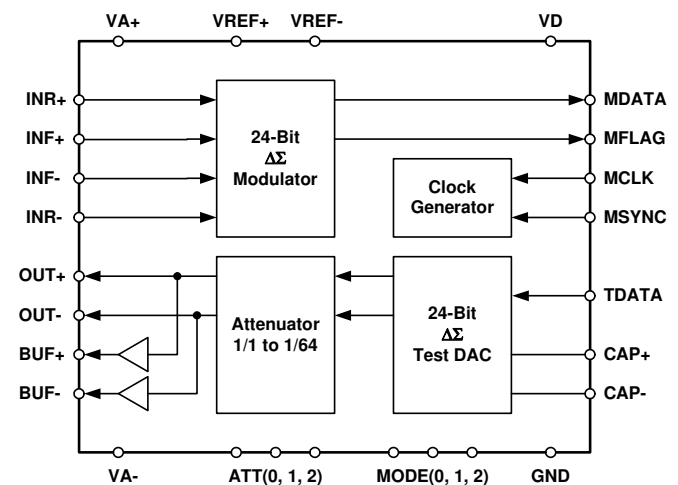 VA+ VREF+ VREF- VD
INR+
INF+
INF-
INR-
24-Bit
ΔΣ
Modulator
MDATA
MFLAG
MCLK
MSYNC
Clock
Generator
OUT+
OUT-
BUF+
BUF-
Attenuator
1/1 to 1/64
24-Bit
ΔΣ
Test DAC
TDATA
CAP+
CAP-
VA- ATT(0, 1, 2) MODE(0, 1, 2) GND